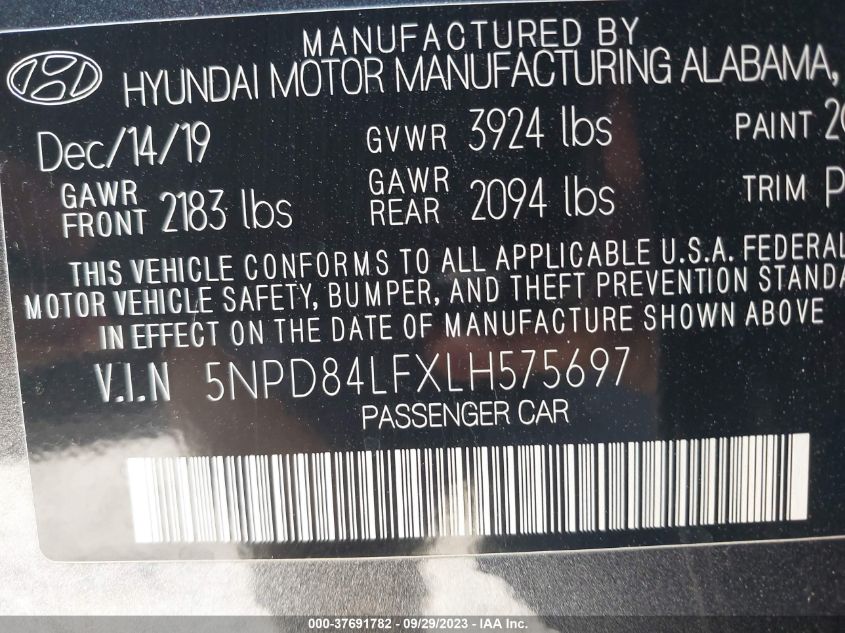 MANUFACTURED BY
HYUNDAI MOTOR MANUFACTURING ALABAMA,
Dec/14/19 GVWR 3924 lbs PAINT
GAWR FRONT 2183 lbs GAWR REAR 2094 lbs TRIM
THIS VEHICLE CONFORMS TO ALL APPLICABLE U.S.A. FEDERAL
MOTOR VEHICLE SAFETY, BUMPER, AND THEFT PREVENTION STANDA
IN EFFECT ON THE DATE OF MANUFACTURE SHOWN ABOVE
V.I.N 5NPD84LFXLH575697
PASSENGER CAR
000-37691782 - 09/29/2023 - IAA Inc.